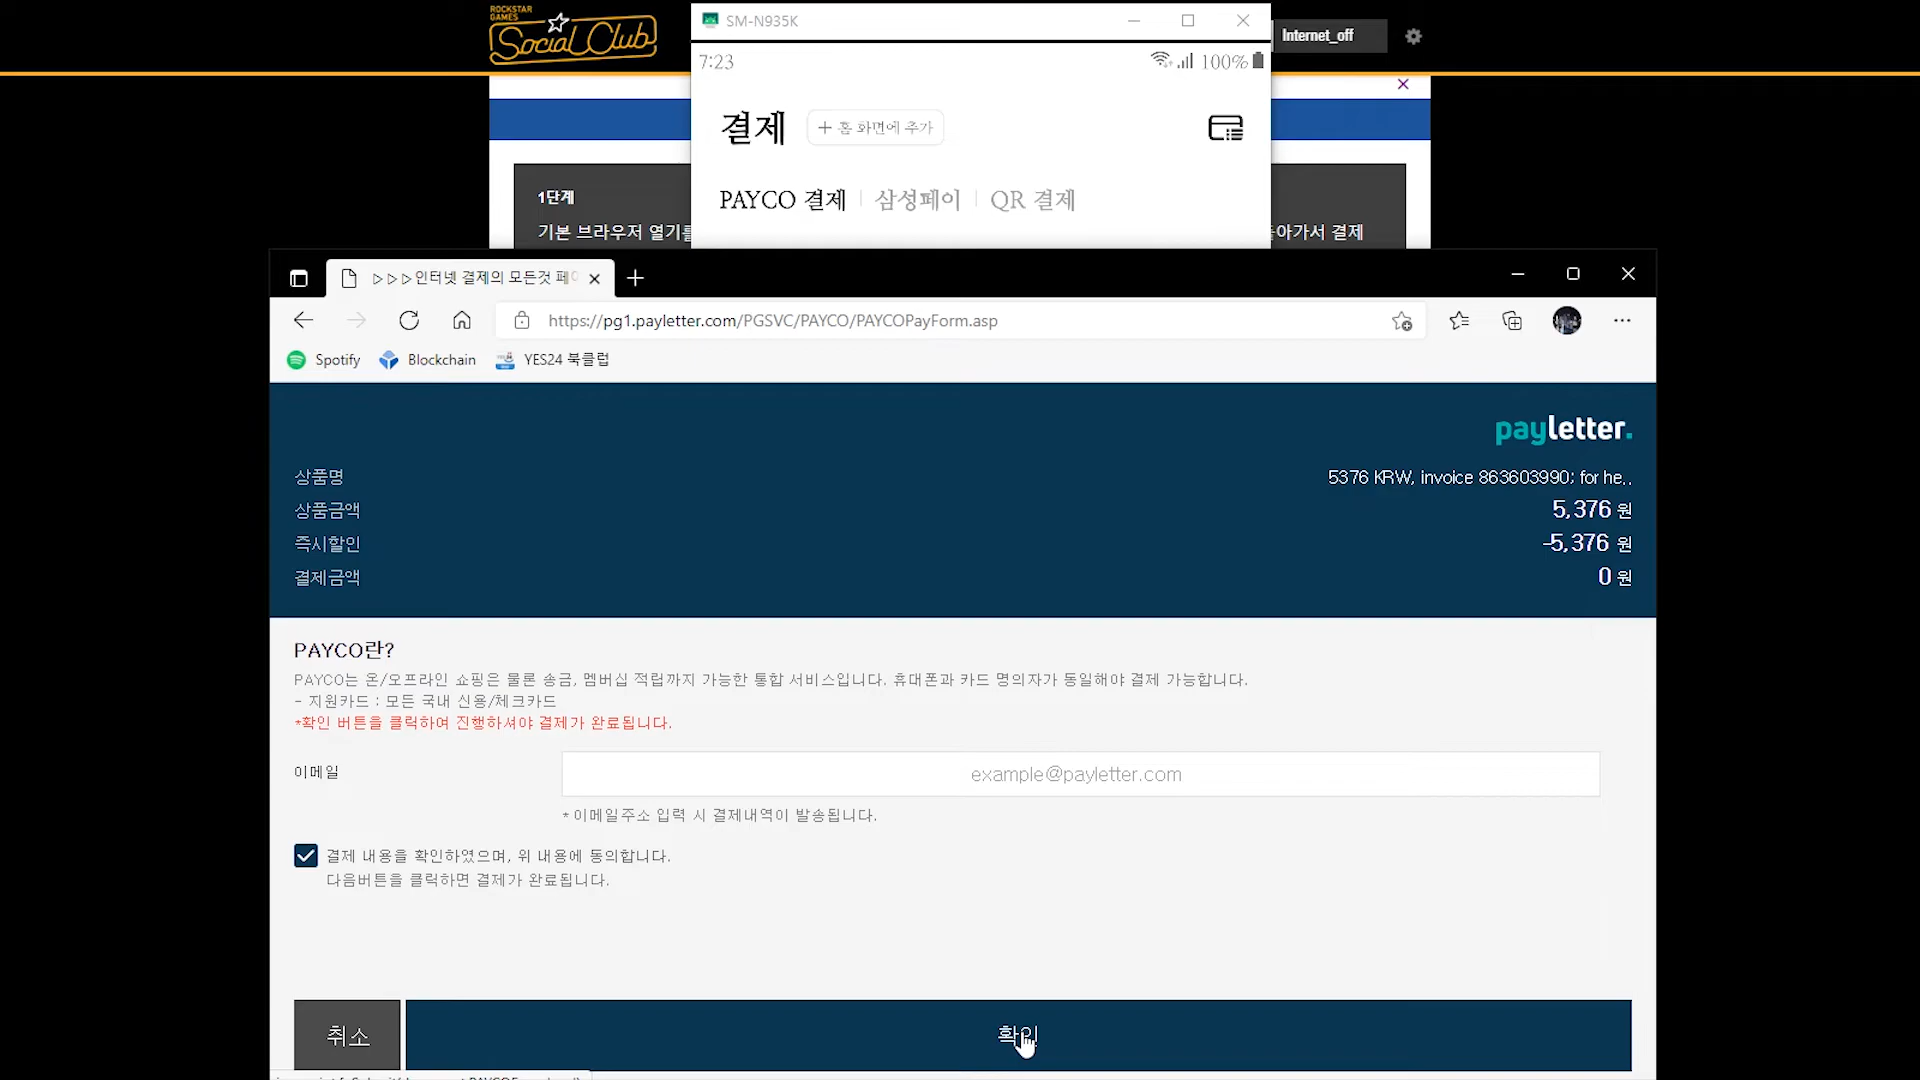 ROCKSTAR
GAMES
Social Club
SM-N935K
Internet_off
7:23
100%
결제
+ 홈 화면에 추가
PAYCO 결제 | 삼성페이 | QR 결제
1단계
기본 브라우저 열기를
돌아가서 결제
▷▷▷인터넷 결제의 모든것 페이
https://pg1.payletter.com/PGSVC/PAYCO/PAYCOPayForm.asp
Spotify
Blockchain
YES24 북클럽
payletter.
상품명
5376 KRW, invoice 863603990; for he..
상품금액
5,376 원
즉시할인
-5,376 원
결제금액
0 원
PAYCO란?
PAYCO는 온/오프라인 쇼핑은 물론 송금, 멤버십 적립까지 가능한 통합 서비스입니다. 휴대폰과 카드 명의자가 동일해야 결제 가능합니다.
- 지원카드 : 모든 국내 신용/체크카드
*확인 버튼을 클릭하여 진행하셔야 결제가 완료됩니다.
이메일
example@payletter.com
* 이메일주소 입력 시 결제내역이 발송됩니다.
결제 내용을 확인하였으며, 위 내용에 동의합니다.
다음버튼을 클릭하면 결제가 완료됩니다.
취소
확인